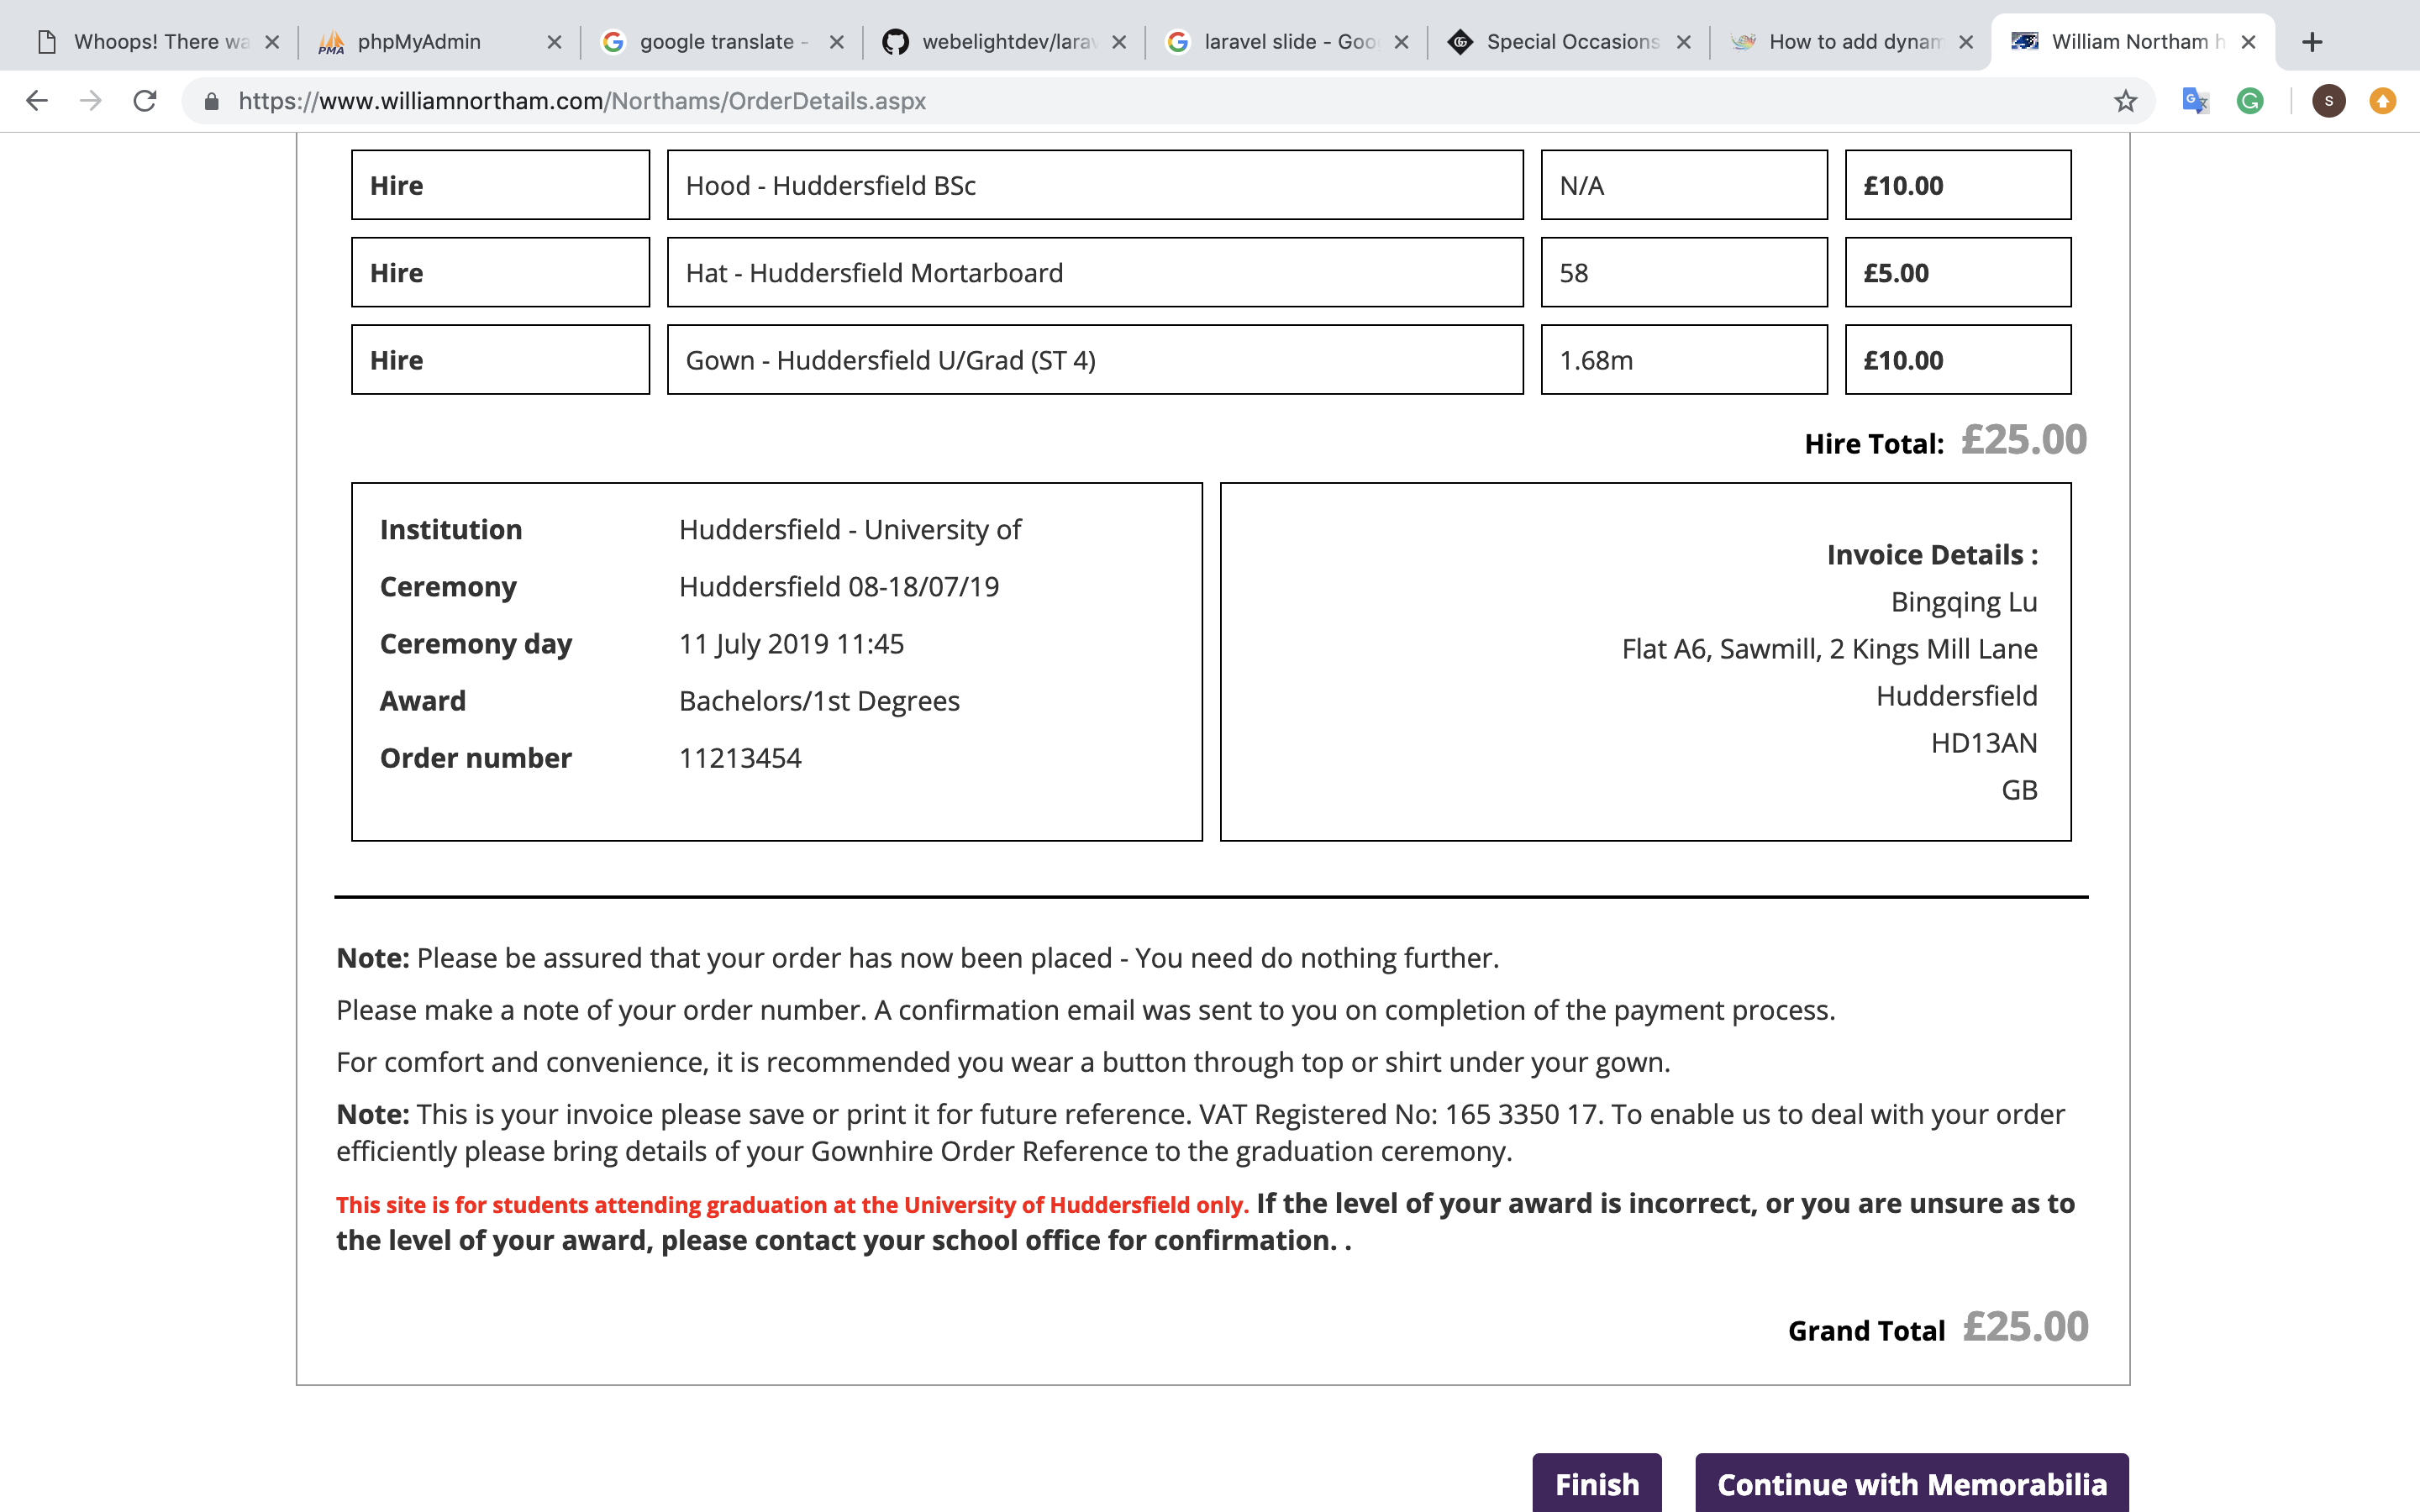 Whoops! There wa
phpMyAdmin
google translate -
webelightdev/larav
laravel slide - Goo
Special Occasions
How to add dynam
William Northam h
https://www.williamnortham.com/Northams/OrderDetails.aspx
S
Hire Hood - Huddersfield BSc N/A £10.00
Hire Hat - Huddersfield Mortarboard 58 £5.00
Hire Gown - Huddersfield U/Grad (ST 4) 1.68m £10.00
Hire Total: £25.00
Institution Huddersfield - University of
Ceremony Huddersfield 08-18/07/19
Ceremony day 11 July 2019 11:45
Award Bachelors/1st Degrees
Order number 11213454
Invoice Details :
Bingqing Lu
Flat A6, Sawmill, 2 Kings Mill Lane
Huddersfield
HD13AN
GB
Note: Please be assured that your order has now been placed - You need do nothing further.
Please make a note of your order number. A confirmation email was sent to you on completion of the payment process.
For comfort and convenience, it is recommended you wear a button through top or shirt under your gown.
Note: This is your invoice please save or print it for future reference. VAT Registered No: 165 3350 17. To enable us to deal with your order
efficiently please bring details of your Gownhire Order Reference to the graduation ceremony.
This site is for students attending graduation at the University of Huddersfield only. If the level of your award is incorrect, or you are unsure as to
the level of your award, please contact your school office for confirmation. .
Grand Total £25.00
Finish
Continue with Memorabilia